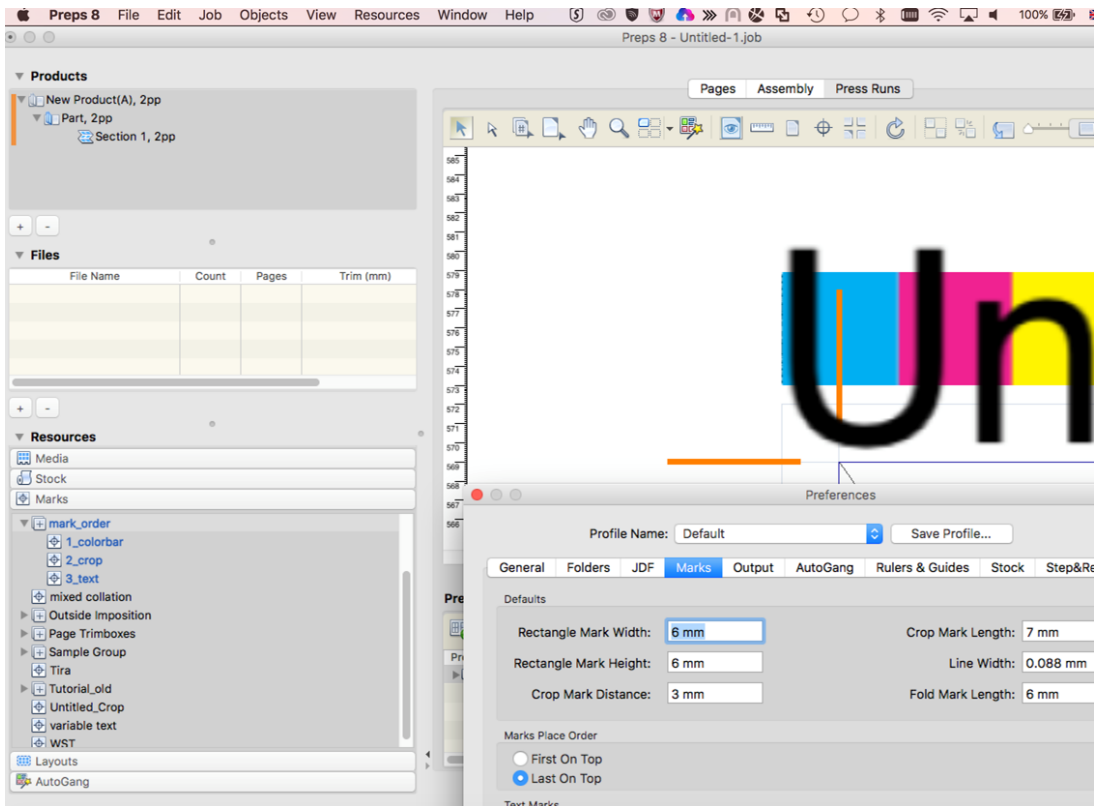 Preps 8 File Edit Job Objects View Resources Window Help 100%
Preps 8 - Untitled-1.job
Products
New Product(A), 2pp
Part, 2pp
Section 1, 2pp
+ -
Files
File Name Count Pages Trim (mm)
+ -
Resources
Media
Stock
Marks
mark_order
1_colorbar
2_crop
3_text
mixed collation
Outside Imposition
Page Trimboxes
Sample Group
Tira
Tutorial_old
Untitled_Crop
variable text
WST
Layouts
AutoGang
Pages Assembly Press Runs
585
584
583
582
581
580
579
578
577
576
575
574
573
572
571
570
569
568
567
566
Un
Pre
Pr
Preferences
Profile Name: Default Save Profile...
General Folders JDF Marks Output AutoGang Rulers & Guides Stock Step&Re
Defaults
Rectangle Mark Width: 6 mm Crop Mark Length: 7 mm
Rectangle Mark Height: 6 mm Line Width: 0.088 mm
Crop Mark Distance: 3 mm Fold Mark Length: 6 mm
Marks Place Order
First On Top
Last On Top
Text Marks